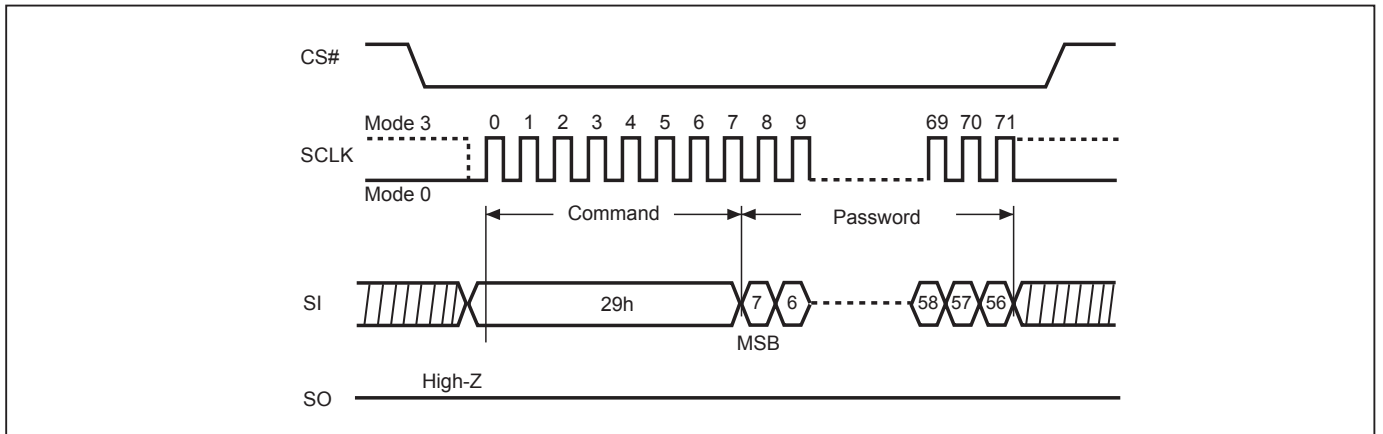 CS#
Mode 3
0 1 2 3 4 5 6 7 8 9 69 70 71
SCLK
Mode 0
Command Password
SI 29h 7 6 58 57 56
MSB
High-Z
SO